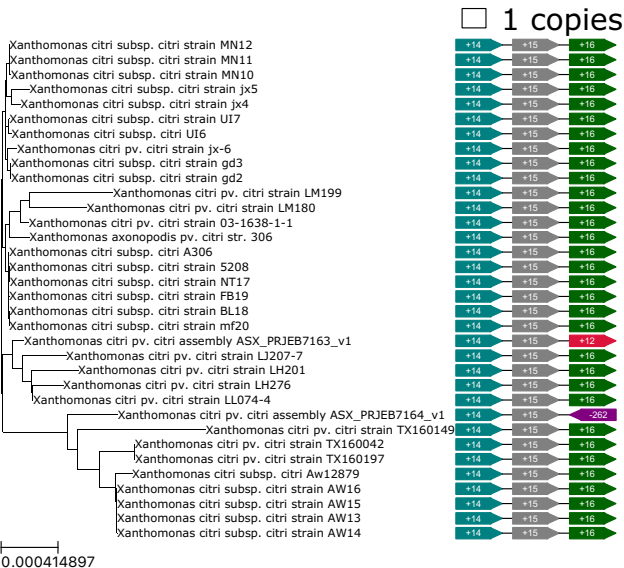 1 copies
Xanthomonas citri subsp. citri strain MN12 +14 +15 +16
Xanthomonas citri subsp. citri strain MN11 +14 +15 +16
Xanthomonas citri subsp. citri strain MN10 +14 +15 +16
Xanthomonas citri subsp. citri strain jx5 +14 +15 +16
Xanthomonas citri subsp. citri strain jx4 +14 +15 +16
Xanthomonas citri subsp. citri strain UI7 +14 +15 +16
Xanthomonas citri subsp. citri UI6 +14 +15 +16
Xanthomonas citri pv. citri strain jx-6 +14 +15 +16
Xanthomonas citri subsp. citri strain gd3 +14 +15 +16
Xanthomonas citri subsp. citri strain gd2 +14 +15 +16
Xanthomonas citri pv. citri strain LM199 +14 +15 +16
Xanthomonas citri pv. citri strain LM180 +14 +15 +16
Xanthomonas citri pv. citri strain 03-1638-1-1 +14 +15 +16
Xanthomonas axonopodis pv. citri str. 306 +14 +15 +16
Xanthomonas citri subsp. citri A306 +14 +15 +16
Xanthomonas citri subsp. citri strain 5208 +14 +15 +16
Xanthomonas citri subsp. citri strain NT17 +14 +15 +16
Xanthomonas citri subsp. citri strain FB19 +14 +15 +16
Xanthomonas citri subsp. citri strain BL18 +14 +15 +16
Xanthomonas citri subsp. citri strain mf20 +14 +15 +16
Xanthomonas citri pv. citri assembly ASX_PRJEB7163_v1 +14 +15 +12
Xanthomonas citri pv. citri strain LJ207-7 +14 +15 +16
Xanthomonas citri pv. citri strain LH201 +14 +15 +16
Xanthomonas citri pv. citri strain LH276 +14 +15 +16
Xanthomonas citri pv. citri strain LL074-4 +14 +15 +16
Xanthomonas citri pv. citri assembly ASX_PRJEB7164_v1 +14 +15 -262
Xanthomonas citri pv. citri strain TX160149 +14 +15 +16
Xanthomonas citri pv. citri strain TX160042 +14 +15 +16
Xanthomonas citri pv. citri strain TX160197 +14 +15 +16
Xanthomonas citri subsp. citri Aw12879 +14 +15 +16
Xanthomonas citri subsp. citri strain AW16 +14 +15 +16
Xanthomonas citri subsp. citri strain AW15 +14 +15 +16
Xanthomonas citri subsp. citri strain AW13 +14 +15 +16
Xanthomonas citri subsp. citri strain AW14 +14 +15 +16
0.000414897